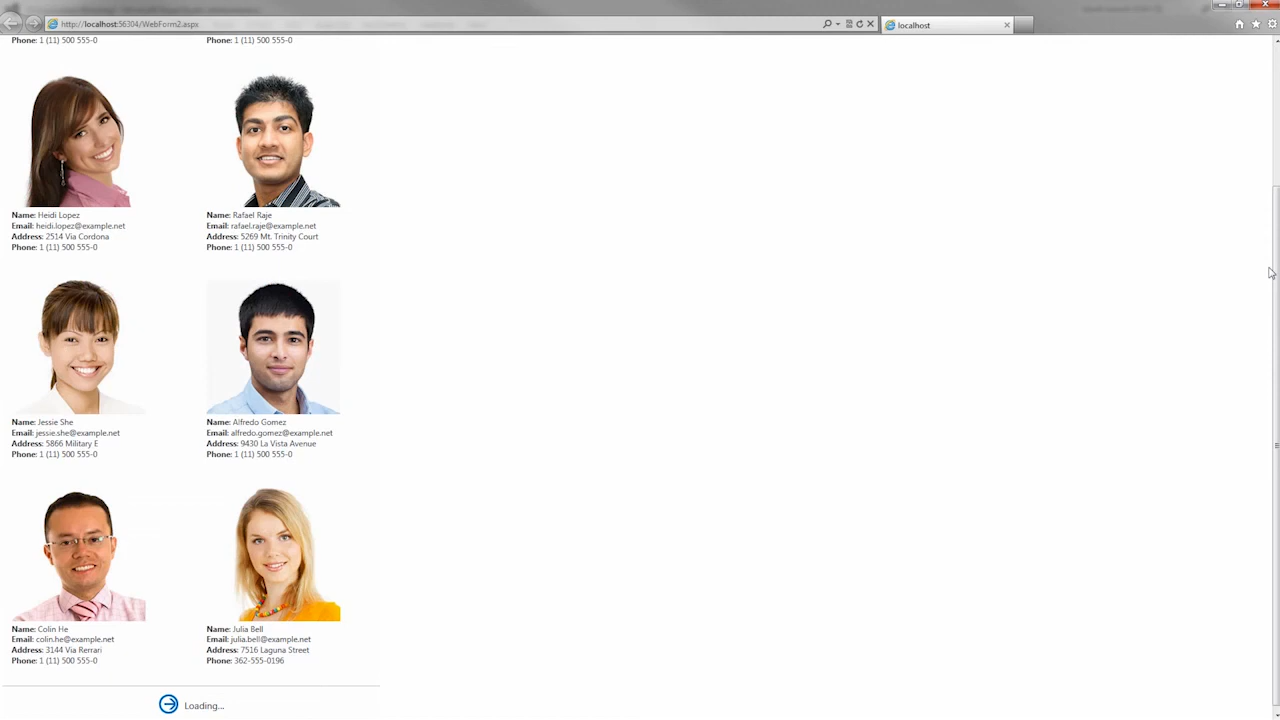 http://localhost:56304/WebForm2.aspx
localhost
Phone: 1 (11) 500 555-0
Phone: 1 (11) 500 555-0
Name: Heidi Lopez
Email: heidi.lopez@example.net
Address: 2514 Via Cordona
Phone: 1 (11) 500 555-0
Name: Rafael Raje
Email: rafael.raje@example.net
Address: 5269 Mt. Trinity Court
Phone: 1 (11) 500 555-0
Name: Jessie She
Email: jessie.she@example.net
Address: 5866 Military E
Phone: 1 (11) 500 555-0
Name: Alfredo Gomez
Email: alfredo.gomez@example.net
Address: 9430 La Vista Avenue
Phone: 1 (11) 500 555-0
Name: Colin He
Email: colin.he@example.net
Address: 3144 Via Rerrari
Phone: 1 (11) 500 555-0
Name: Julia Bell
Email: julia.bell@example.net
Address: 7516 Laguna Street
Phone: 362-555-0196
Loading...